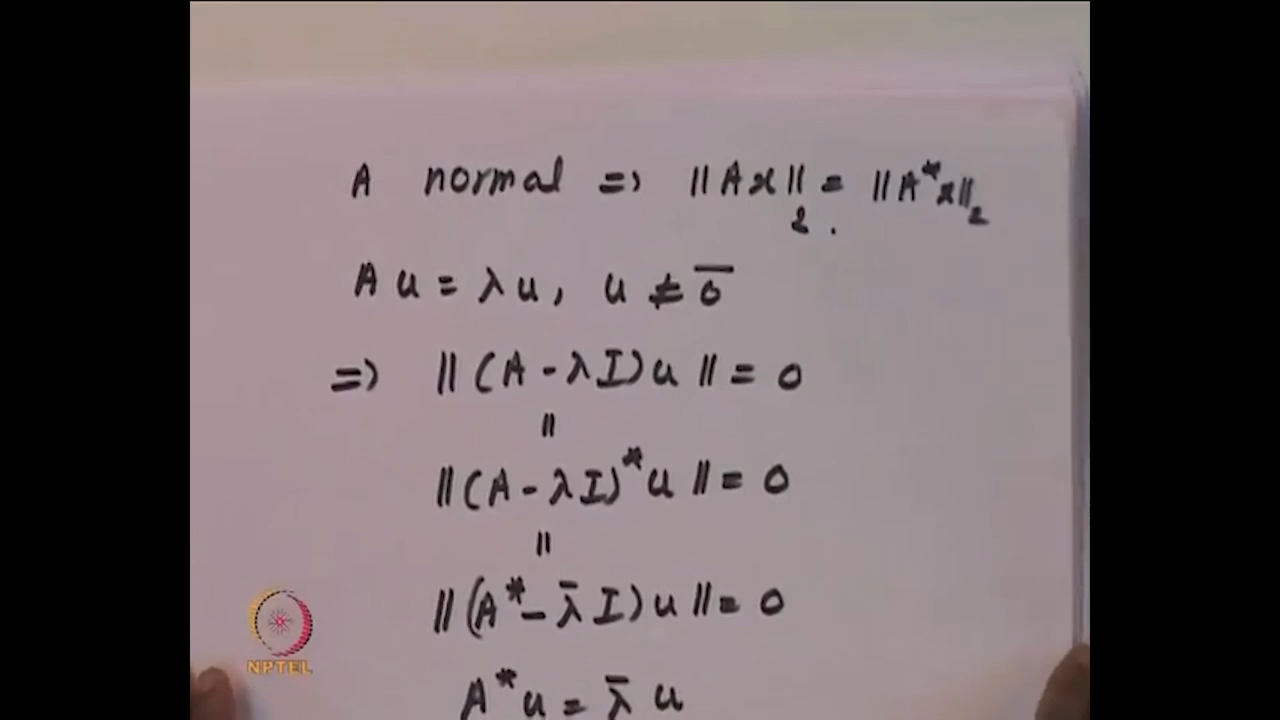 A normal => ||Ax||₂ = ||A*x||₂.
Au = λu, u ≠ 0̅
=> ||(A - λI)u|| = 0
||
||(A - λI)*u|| = 0
||
||(A* - λ̅I)u|| = 0
A*u = λ̅u
NPTEL